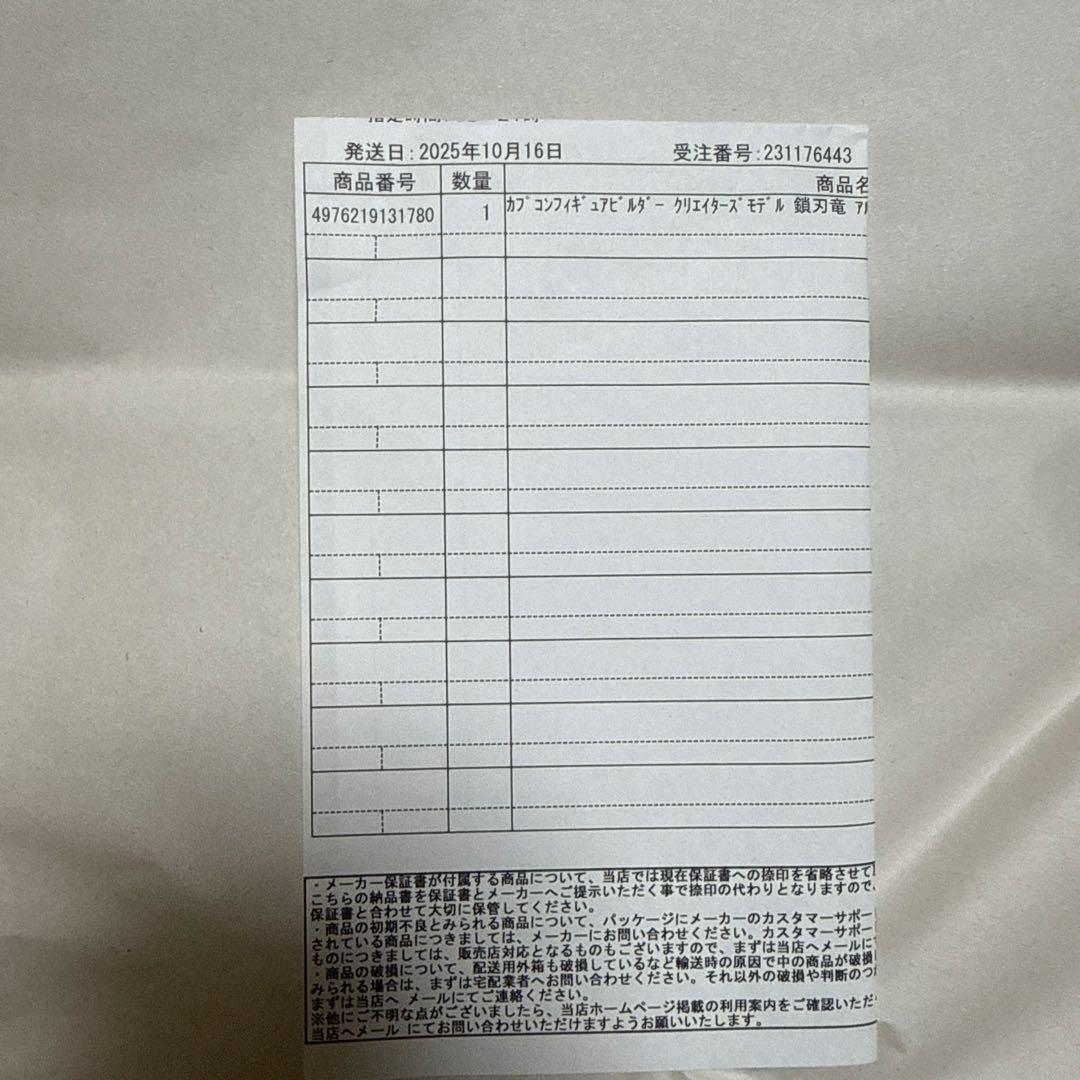 発送日:2025年10月16日 受注番号:231176443
商品番号 数量 商品名
4976219131780 1 ｶﾌﾟｺﾝﾌｨｷﾞｭｱﾋﾞﾙﾀﾞｰ ｸﾘｴｲﾀｰｽﾞﾓﾃﾞﾙ 鎖刃竜 ｱﾙ
・メーカー保証書が付属する商品について、当店では現在保証書への捺印を省略させて
こちらの納品書を保証書とメーカーへご提示いただく事で捺印の代わりとなりますので、
保証書と合わせて大切に保管してください。
・商品の初期不良とみられる商品について、パッケージにメーカーのカスタマーサポー
されている商品につきましては、メーカーにお問い合わせください。カスタマーサポー
ものにつきましては、販売店対応となるものもございますので、まずは当店へメールに
・商品の破損について、配送用外箱も破損しているなど輸送時の原因で中の商品が破損
みられる場合は、まずは宅配業者へお問い合わせください。それ以外の破損や判断のつ
まずは当店へ メールにてご連絡ください。
※他にご不明な点がございましたら、当店ホームページ掲載の利用案内をご確認いただ
当店へメール にてお問い合わせいただけますようお願いいたします。